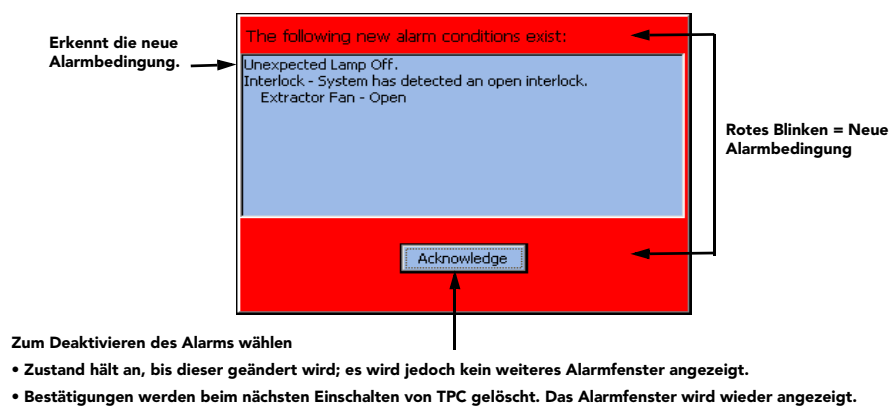 Erkennt die neue
Alarmbedingung.
The following new alarm conditions exist:
Unexpected Lamp Off.
Interlock - System has detected an open interlock.
Extractor Fan - Open
Rotes Blinken = Neue
Alarmbedingung
Acknowledge
Zum Deaktivieren des Alarms wählen
• Zustand hält an, bis dieser geändert wird; es wird jedoch kein weiteres Alarmfenster angezeigt.
• Bestätigungen werden beim nächsten Einschalten von TPC gelöscht. Das Alarmfenster wird wieder angezeigt.